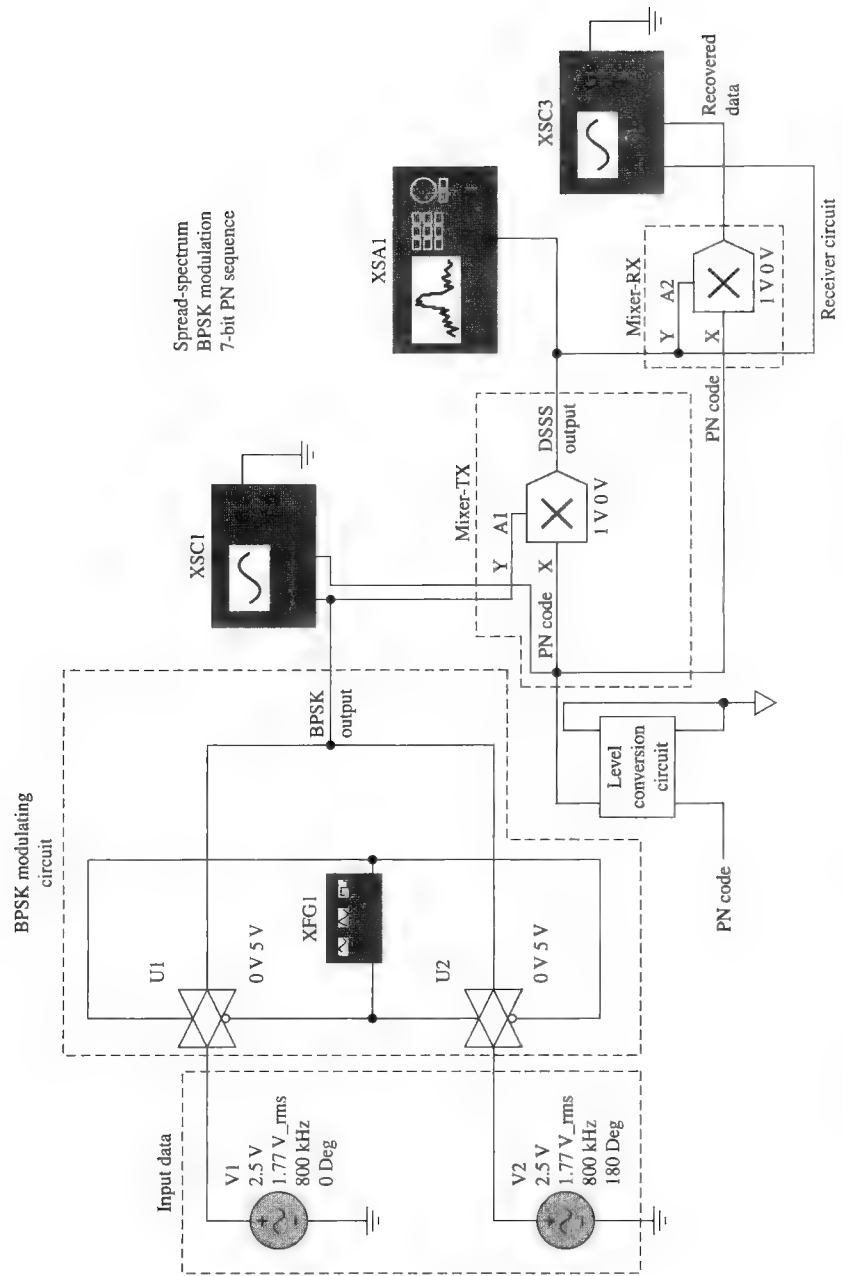 BPSK modulating
circuit
Input data
V1
2.5 V
1.77 V_rms
800 kHz
0 Deg
V2
2.5 V
1.77 V_rms
800 kHz
180 Deg
U1
0 V 5 V
XFG1
U2
0 V 5 V
BPSK
output
XSC1
Spread-spectrum
BPSK modulation
7-bit PN sequence
Level
conversion
circuit
PN code
Mixer-TX
PN code
Y
A1
X
1 V 0 V
DSSS
output
XSA1
Mixer-RX
PN code
Y
A2
X
1 V 0 V
XSC3
Recovered
data
Receiver circuit